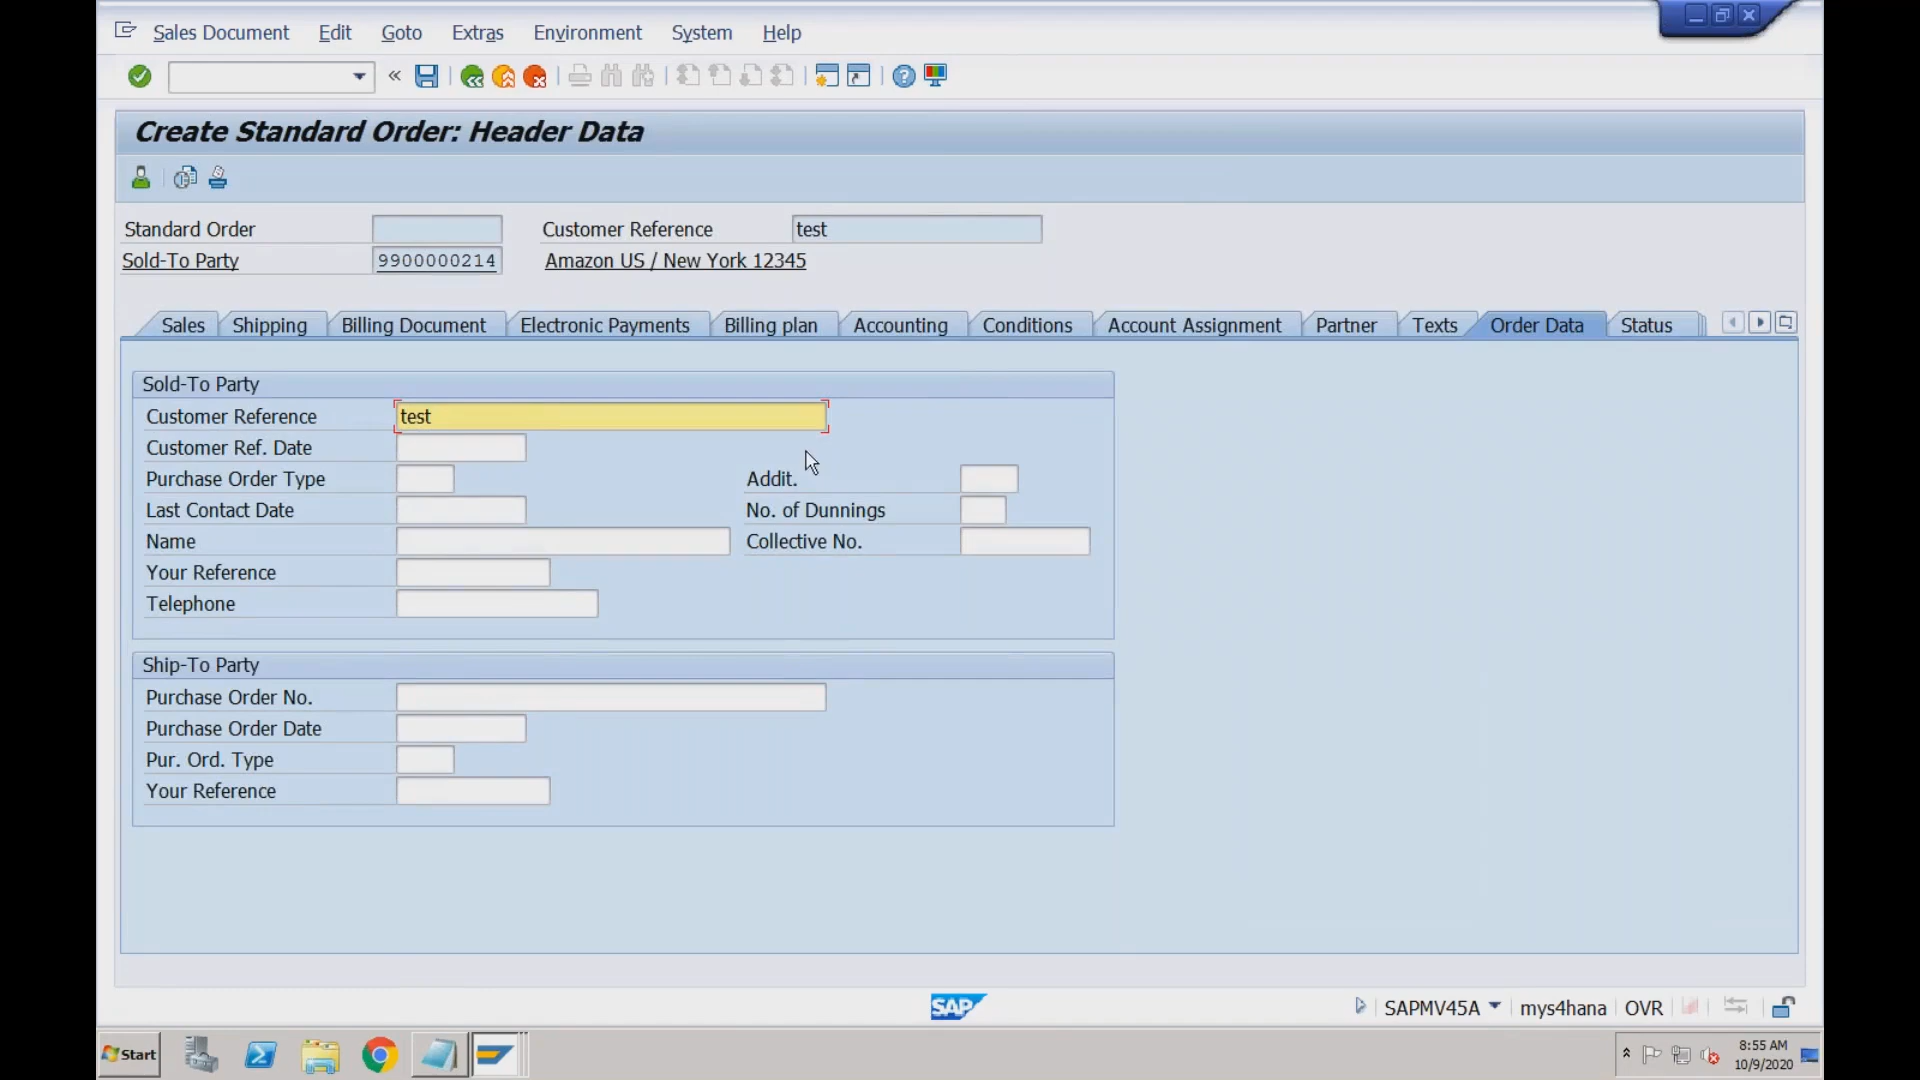 Sales Document Edit Goto Extras Environment System Help
Create Standard Order: Header Data
Standard Order Customer Reference test
Sold-To Party 9900000214 Amazon US / New York 12345
Sales Shipping Billing Document Electronic Payments Billing plan Accounting Conditions Account Assignment Partner Texts Order Data Status
Sold-To Party
Customer Reference test
Customer Ref. Date
Purchase Order Type Addit.
Last Contact Date No. of Dunnings
Name Collective No.
Your Reference
Telephone
Ship-To Party
Purchase Order No.
Purchase Order Date
Pur. Ord. Type
Your Reference
SAP SAPMV45A mys4hana OVR
Start 8:55 AM
10/9/2020